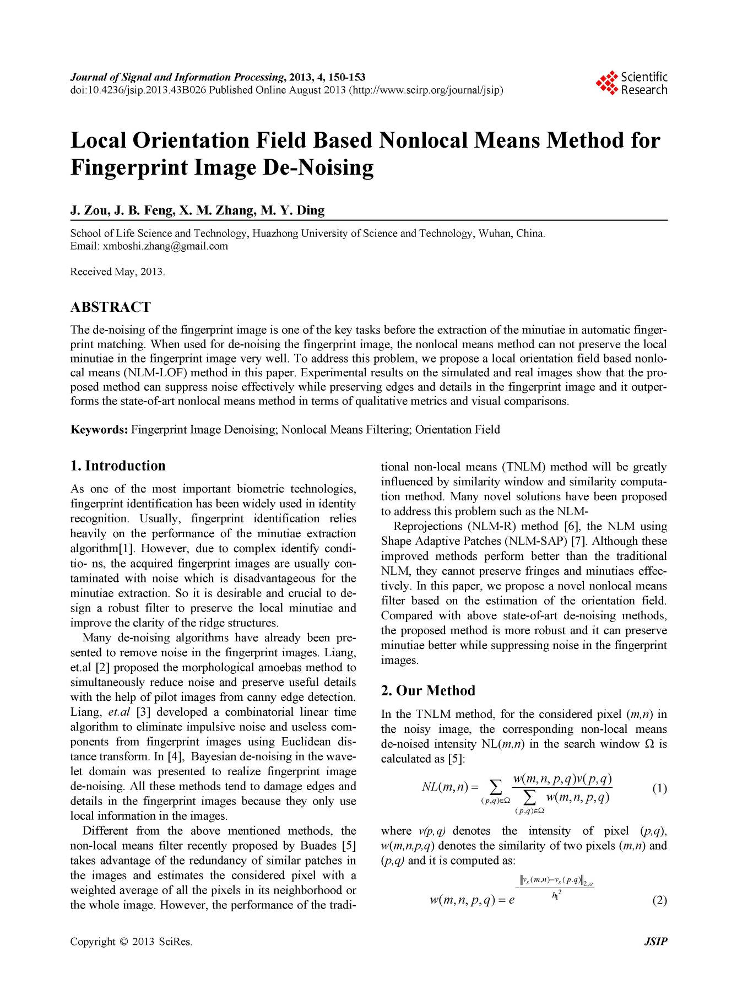 Journal of Signal and Information Processing, 2013, 4, 150-153
doi:10.4236/jsip.2013.43B026 Published Online August 2013 (http://www.scirp.org/journal/jsip)
Scientific
Research
Local Orientation Field Based Nonlocal Means Method for
Fingerprint Image De-Noising
J. Zou, J. B. Feng, X. M. Zhang, M. Y. Ding
School of Life Science and Technology, Huazhong University of Science and Technology, Wuhan, China.
Email: xmboshi.zhang@gmail.com
Received May, 2013.
ABSTRACT
The de-noising of the fingerprint image is one of the key tasks before the extraction of the minutiae in automatic finger-
print matching. When used for de-noising the fingerprint image, the nonlocal means method can not preserve the local
minutiae in the fingerprint image very well. To address this problem, we propose a local orientation field based nonlo-
cal means (NLM-LOF) method in this paper. Experimental results on the simulated and real images show that the pro-
posed method can suppress noise effectively while preserving edges and details in the fingerprint image and it outper-
forms the state-of-art nonlocal means method in terms of qualitative metrics and visual comparisons.
Keywords: Fingerprint Image Denoising; Nonlocal Means Filtering; Orientation Field
1. Introduction
As one of the most important biometric technologies,
fingerprint identification has been widely used in identity
recognition. Usually, fingerprint identification relies
heavily on the performance of the minutiae extraction
algorithm[1]. However, due to complex identify condi-
tio- ns, the acquired fingerprint images are usually con-
taminated with noise which is disadvantageous for the
minutiae extraction. So it is desirable and crucial to de-
sign a robust filter to preserve the local minutiae and
improve the clarity of the ridge structures.
Many de-noising algorithms have already been pre-
sented to remove noise in the fingerprint images. Liang,
et.al [2] proposed the morphological amoebas method to
simultaneously reduce noise and preserve useful details
with the help of pilot images from canny edge detection.
Liang, et.al [3] developed a combinatorial linear time
algorithm to eliminate impulsive noise and useless com-
ponents from fingerprint images using Euclidean dis-
tance transform. In [4], Bayesian de-noising in the wave-
let domain was presented to realize fingerprint image
de-noising. All these methods tend to damage edges and
details in the fingerprint images because they only use
local information in the images.
Different from the above mentioned methods, the
non-local means filter recently proposed by Buades [5]
takes advantage of the redundancy of similar patches in
the images and estimates the considered pixel with a
weighted average of all the pixels in its neighborhood or
the whole image. However, the performance of the tradi-
tional non-local means (TNLM) method will be greatly
influenced by similarity window and similarity computa-
tion method. Many novel solutions have been proposed
to address this problem such as the NLM-
Reprojections (NLM-R) method [6], the NLM using
Shape Adaptive Patches (NLM-SAP) [7]. Although these
improved methods perform better than the traditional
NLM, they cannot preserve fringes and minutiaes effec-
tively. In this paper, we propose a novel nonlocal means
filter based on the estimation of the orientation field.
Compared with above state-of-art de-noising methods,
the proposed method is more robust and it can preserve
minutiae better while suppressing noise in the fingerprint
images.
2. Our Method
In the TNLM method, for the considered pixel (m,n) in
the noisy image, the corresponding non-local means
de-noised intensity NL(m,n) in the search window Ω is
calculated as [5]:
NL(m,n) = ∑_{(p,q)∈Ω} w(m,n,p,q)v(p,q) / ∑_{(p,q)∈Ω} w(m,n,p,q) (1)
where v(p,q) denotes the intensity of pixel (p,q),
w(m,n,p,q) denotes the similarity of two pixels (m,n) and
(p,q) and it is computed as:
w(m,n,p,q) = e^{-‖v_s(m,n)−v_s(p.q)‖_{2,a} / h_1^2} (2)
Copyright © 2013 SciRes.
JSIP